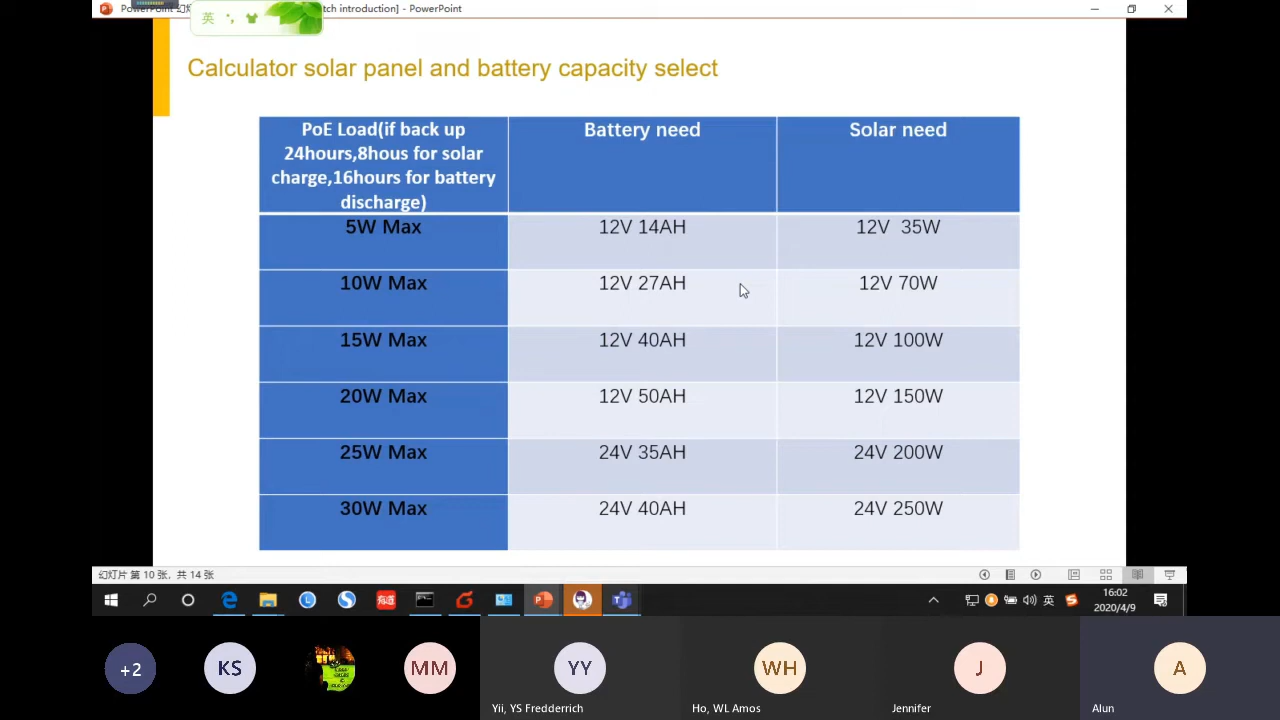 PowerPoint 幻
tch introduction] - PowerPoint
英
Calculator solar panel and battery capacity select
PoE Load(if back up
24hours,8hous for solar
charge,16hours for battery
discharge)
Battery need
Solar need
5W Max
12V 14AH
12V 35W
10W Max
12V 27AH
12V 70W
15W Max
12V 40AH
12V 100W
20W Max
12V 50AH
12V 150W
25W Max
24V 35AH
24V 200W
30W Max
24V 40AH
24V 250W
幻灯片 第 10 张，共 14 张
英
16:02
2020/4/9
+2
KS
MM
YY
WH
J
A
Yii, YS Fredderrich
Ho, WL Amos
Jennifer
Alun